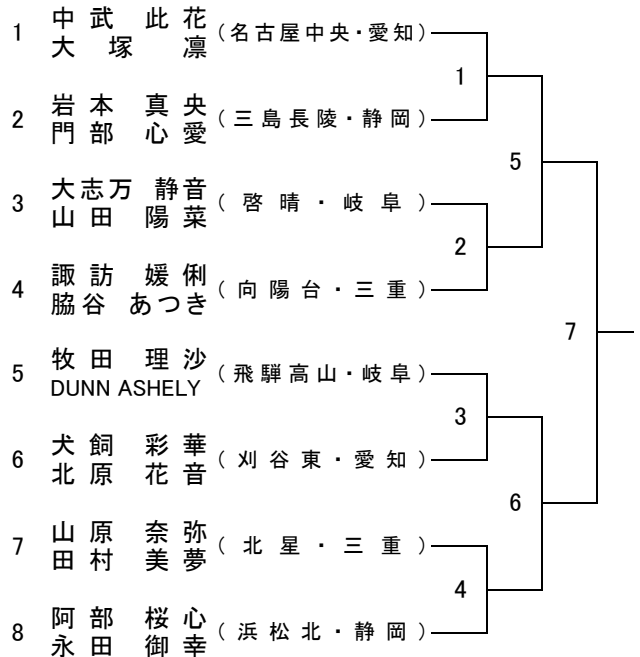 中武 此花
1 (名古屋中央・愛知)
大塚 凛
1
岩本 真央
2 (三島長陵・静岡)
門部 心愛
5
大志万 静音
3 (啓晴・岐阜)
山田 陽菜
2
諏訪 媛俐
4 (向陽台・三重)
脇谷 あつき
7
牧田 理沙
5 (飛騨高山・岐阜)
DUNN ASHELY
3
犬飼 彩華
6 (刈谷東・愛知)
北原 花音
6
山原 奈弥
7 (北星・三重)
田村 美夢
4
阿部 桜心
8 (浜松北・静岡)
永田 御幸